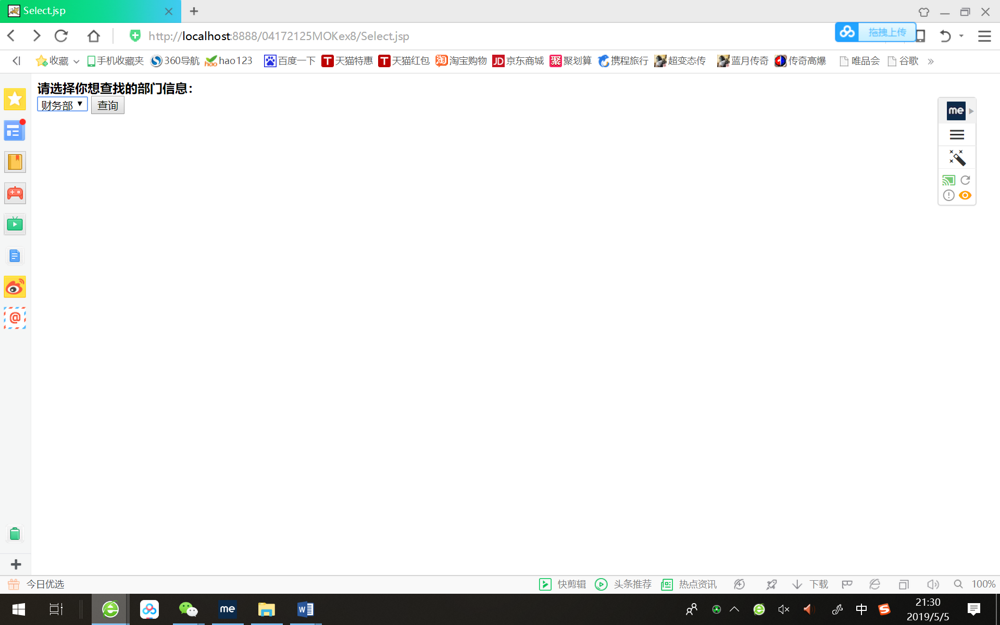 Select.jsp
http://localhost:8888/04172125MOKex8/Select.jsp
拖拽上传
收藏 手机收藏夹 360导航 hao123 百度一下 天猫特惠 天猫红包 淘宝购物 京东商城 聚划算 携程旅行 超变态传 蓝月传奇 传奇高爆 唯品会 谷歌
请选择你想查找的部门信息:
财务部 查询
me
今日优选 快剪辑 头条推荐 热点资讯 下载 100%
me 中 21:30
2019/5/5